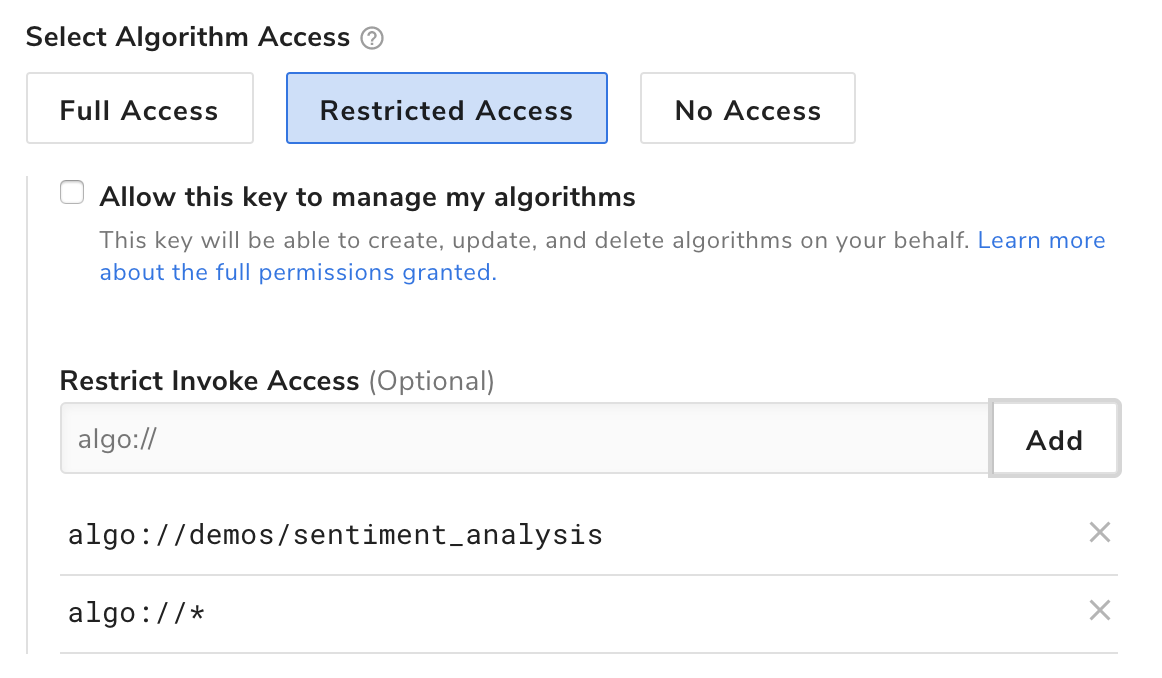 Select Algorithm Access ?
Full Access
Restricted Access
No Access
Allow this key to manage my algorithms
This key will be able to create, update, and delete algorithms on your behalf. Learn more
about the full permissions granted.
Restrict Invoke Access (Optional)
algo://
Add
algo://demos/sentiment_analysis
algo://*